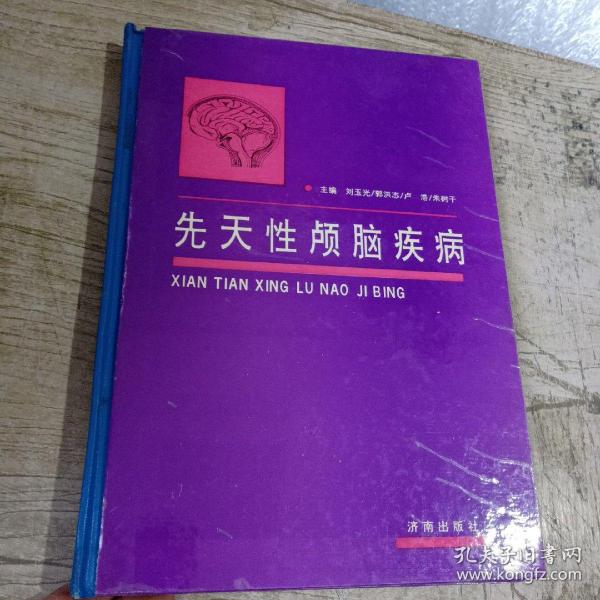 主编 刘玉光/郭洪志/卢 浩/朱树干
先天性颅脑疾病
XIAN TIAN XING LU NAO JI BING
济南出版社
孔夫子旧书网
www.kongfz.com